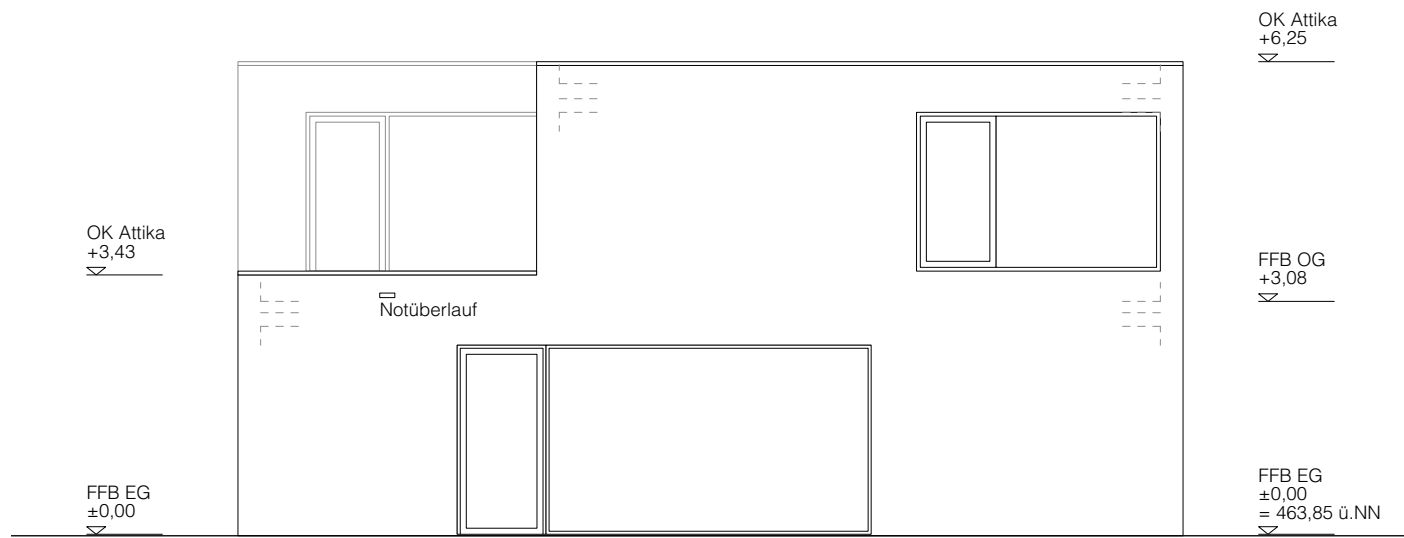 OK Attika
+6,25
OK Attika
+3,43
FFB OG
+3,08
Notüberlauf
FFB EG
±0,00
FFB EG
±0,00
= 463,85 ü.NN